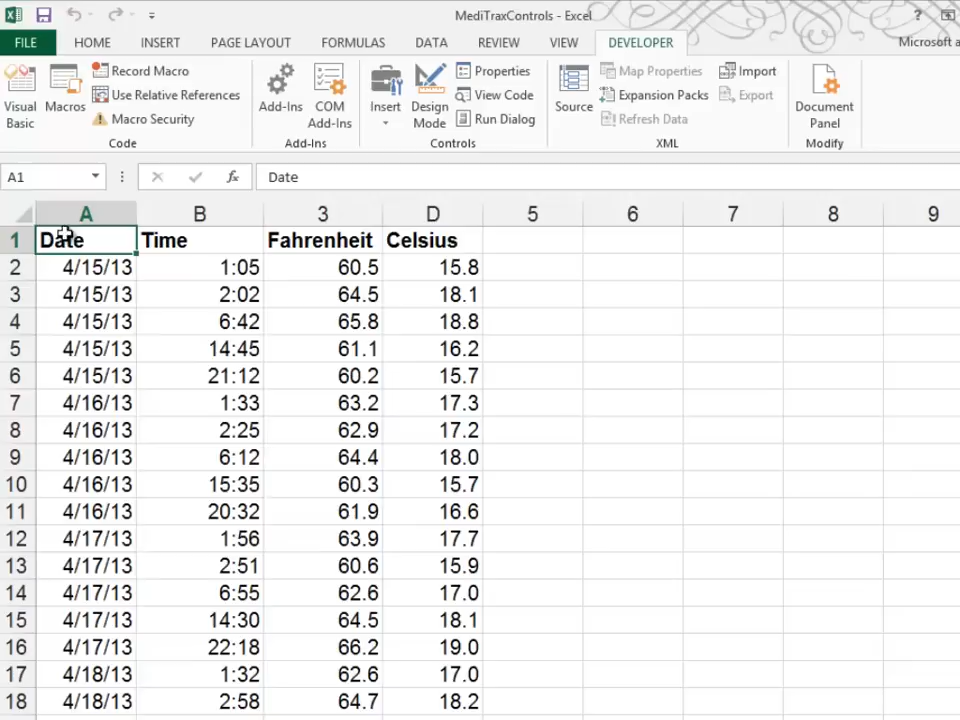 MediTraxControls - Excel
?
FILE HOME INSERT PAGE LAYOUT FORMULAS DATA REVIEW VIEW DEVELOPER Microsoft a
Visual Basic
Macros
Record Macro
Use Relative References
Macro Security
Code
Add-Ins
COM Add-Ins
Add-Ins
Insert
Design Mode
Properties
View Code
Run Dialog
Controls
Source
Map Properties
Expansion Packs
Refresh Data
Import
Export
XML
Document Panel
Modify
A1 fx Date
A B 3 D 5 6 7 8 9
1 Date Time Fahrenheit Celsius
2 4/15/13 1:05 60.5 15.8
3 4/15/13 2:02 64.5 18.1
4 4/15/13 6:42 65.8 18.8
5 4/15/13 14:45 61.1 16.2
6 4/15/13 21:12 60.2 15.7
7 4/16/13 1:33 63.2 17.3
8 4/16/13 2:25 62.9 17.2
9 4/16/13 6:12 64.4 18.0
10 4/16/13 15:35 60.3 15.7
11 4/16/13 20:32 61.9 16.6
12 4/17/13 1:56 63.9 17.7
13 4/17/13 2:51 60.6 15.9
14 4/17/13 6:55 62.6 17.0
15 4/17/13 14:30 64.5 18.1
16 4/17/13 22:18 66.2 19.0
17 4/18/13 1:32 62.6 17.0
18 4/18/13 2:58 64.7 18.2